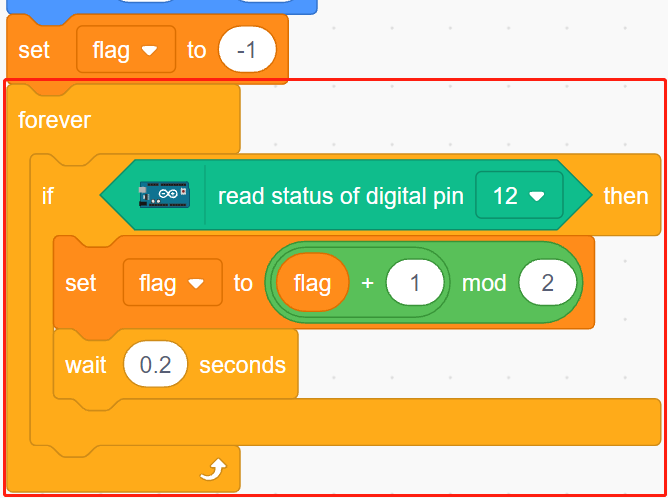 set flag to -1
forever
if read status of digital pin 12 then
set flag to flag + 1 mod 2
wait 0.2 seconds